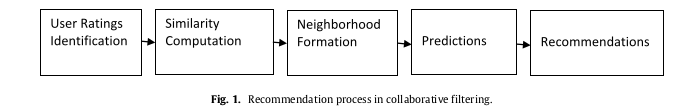 User Ratings
Identification
Similarity
Computation
Neighborhood
Formation
Predictions
Recommendations
Fig. 1. Recommendation process in collaborative filtering.